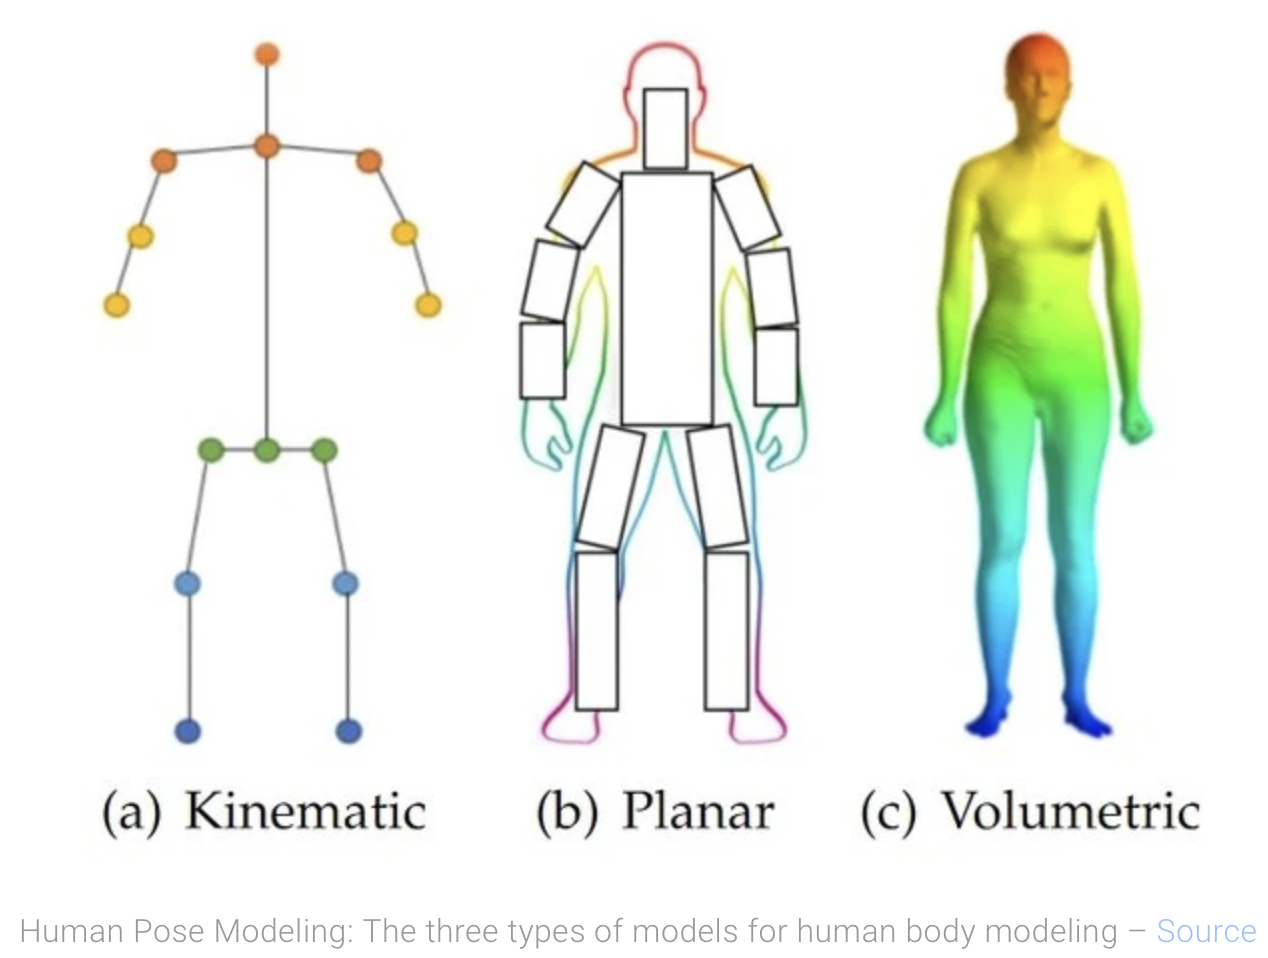 (a) Kinematic (b) Planar (c) Volumetric
Human Pose Modeling: The three types of models for human body modeling – Source